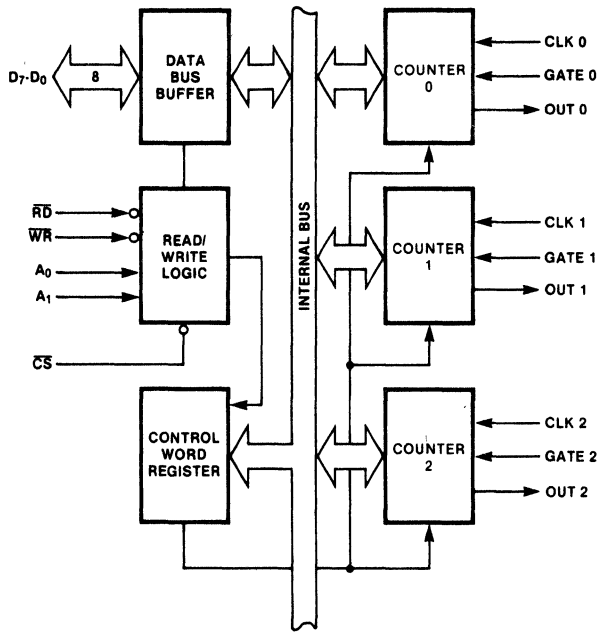 D7-D0
8
DATA
BUS
BUFFER
RD
WR
A0
A1
CS
READ/
WRITE
LOGIC
CONTROL
WORD
REGISTER
INTERNAL BUS
COUNTER
0
CLK 0
GATE 0
OUT 0
COUNTER
1
CLK 1
GATE 1
OUT 1
COUNTER
2
CLK 2
GATE 2
OUT 2